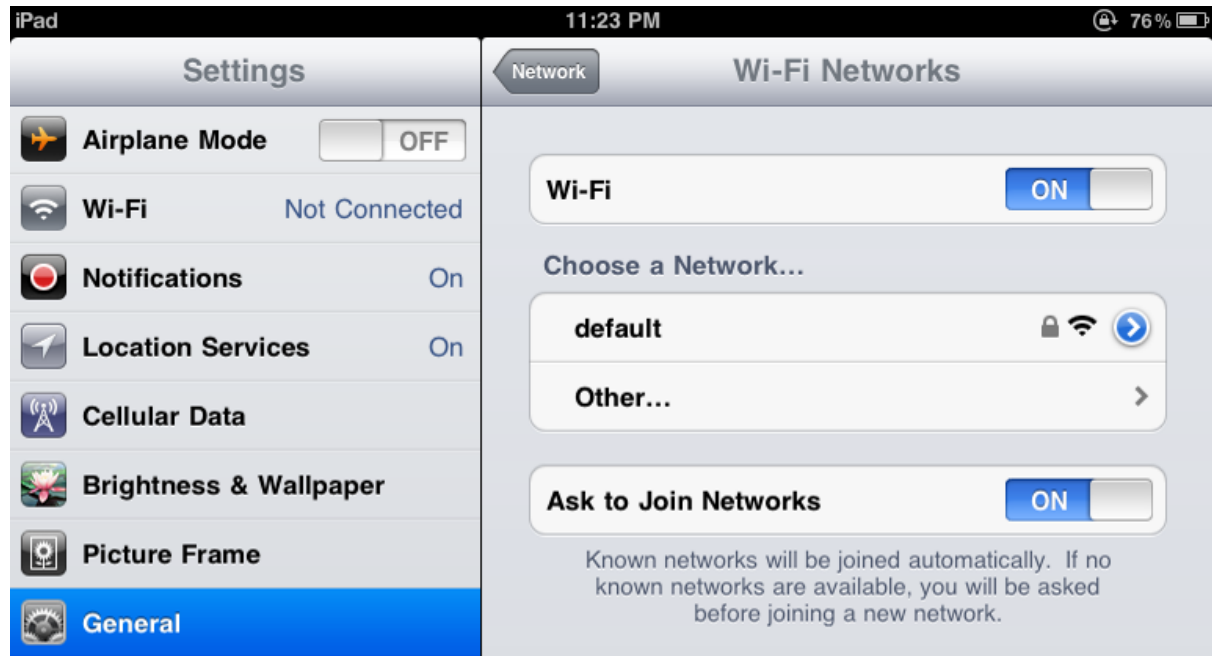 iPad 11:23 PM 76%
Settings
Airplane Mode OFF
Wi-Fi Not Connected
Notifications On
Location Services On
Cellular Data
Brightness & Wallpaper
Picture Frame
General
Network Wi-Fi Networks
Wi-Fi ON
Choose a Network...
default
Other...
Ask to Join Networks ON
Known networks will be joined automatically. If no
known networks are available, you will be asked
before joining a new network.